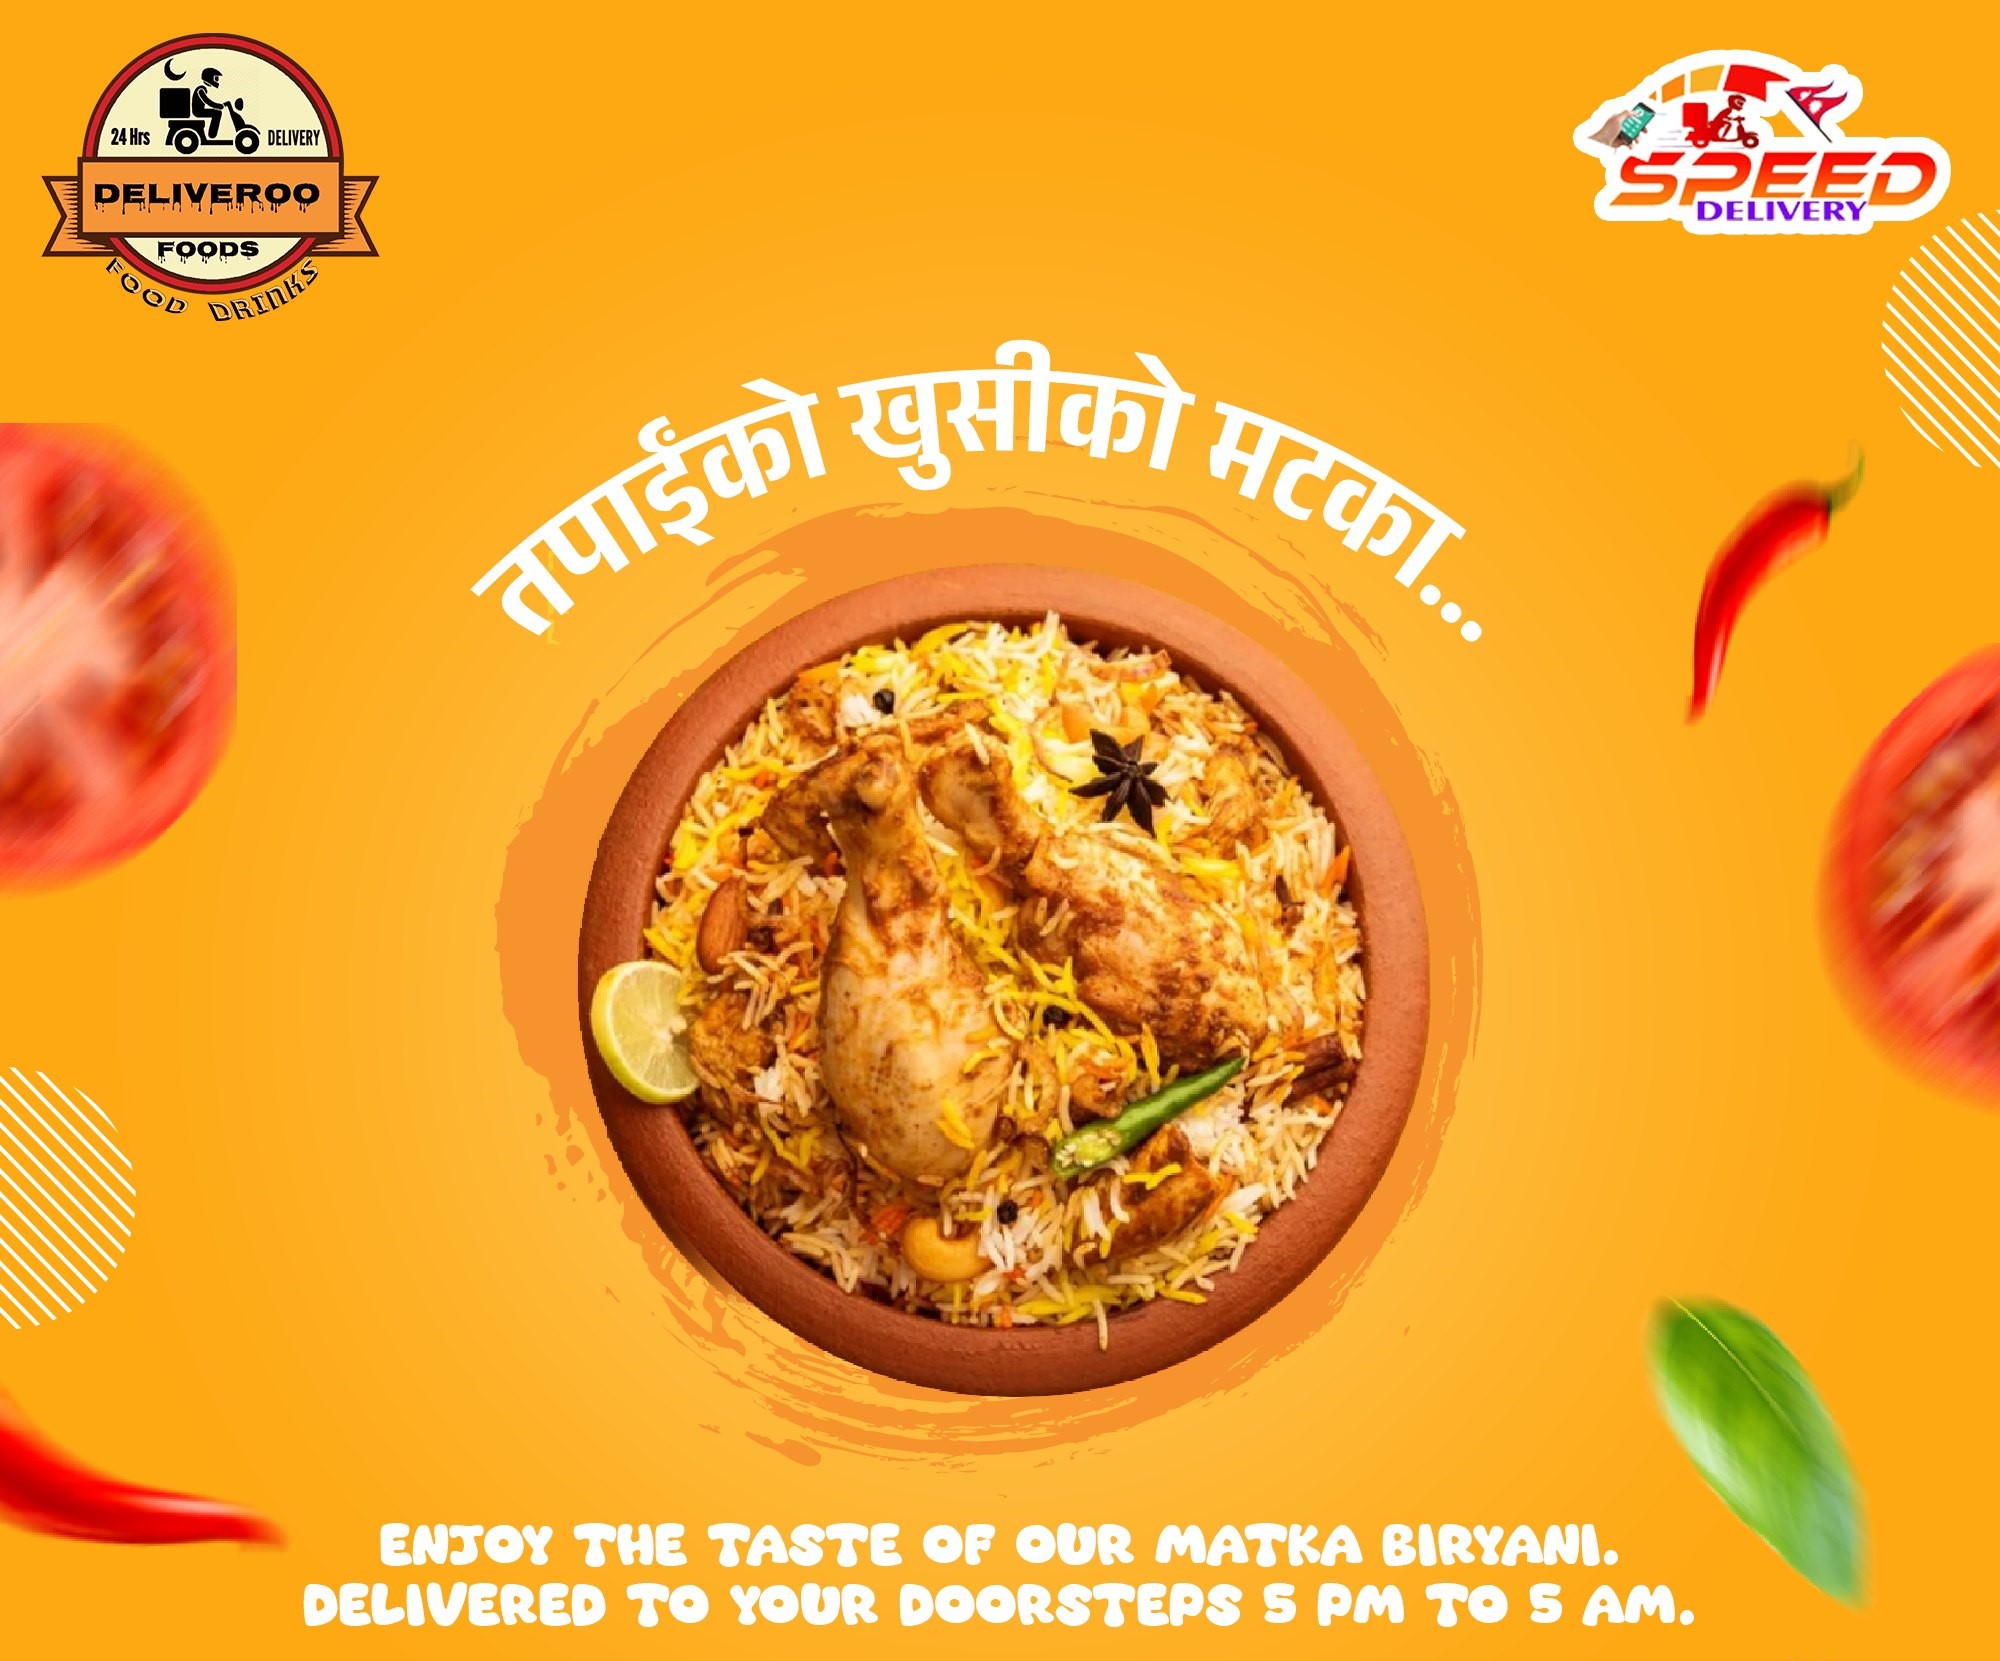 24 Hrs DELIVERY
DELIVEROO
FOODS
FOOD DRINKS
SPEED
DELIVERY
तपाईको खुसीको मटका...
ENJOY THE TASTE OF OUR MATKA BIRYANI.
DELIVERED TO YOUR DOORSTEPS 5 PM TO 5 AM.